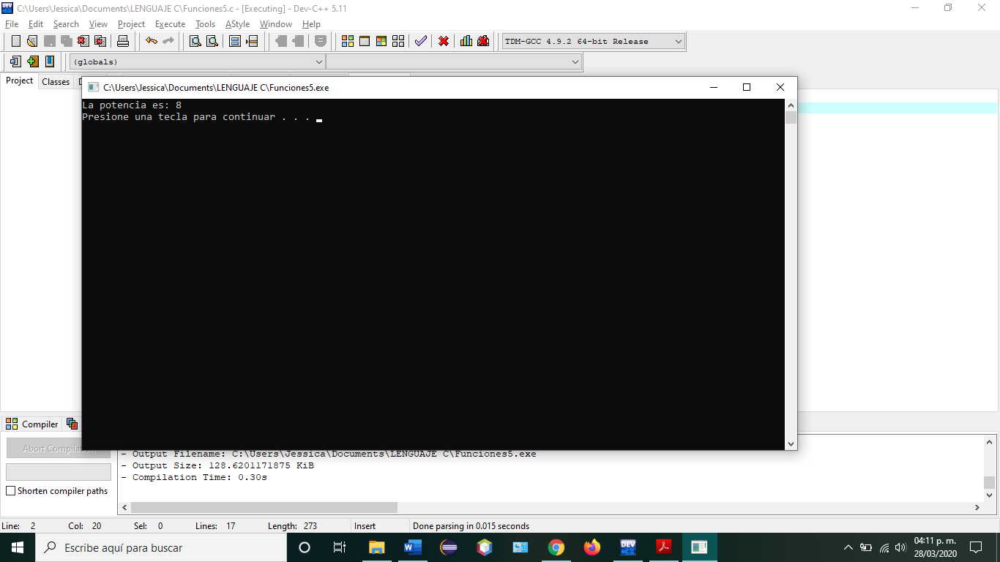 C:\Users\Jessica\Documents\LENGUAJE C\Funciones5.c - [Executing] - Dev-C++ 5.11
File Edit Search View Project Execute Tools AStyle Window Help
TDM-GCC 4.9.2 64-bit Release
(globals)
Project Classes
C:\Users\Jessica\Documents\LENGUAJE C\Funciones5.exe
La potencia es: 8
Presione una tecla para continuar . . .
Compiler
Abort
- Output Filename: C:\Users\Jessica\Documents\LENGUAJE C\Funciones5.exe
- Output Size: 128.6201171875 KiB
- Compilation Time: 0.30s
Shorten compiler paths
Line: 2 Col: 20 Sel: 0 Lines: 17 Length: 273 Insert Done parsing in 0.015 seconds
Escribe aquí para buscar
DEV
04:11 p. m.
28/03/2020